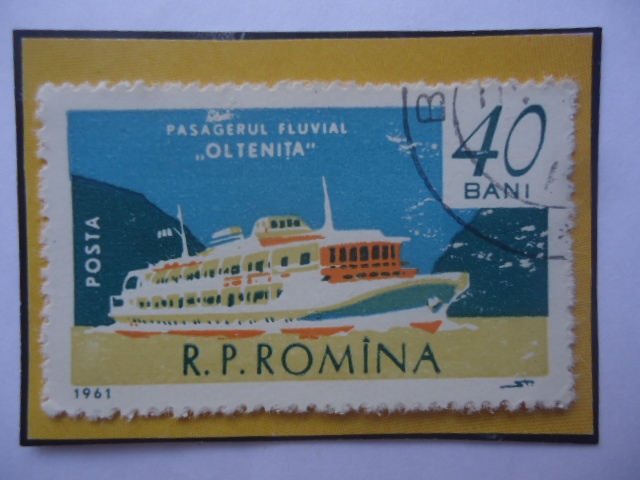 PASAGERUL FLUVIAL
„OLTENIȚA"
40
BANI
POSTA
R.P.ROMÎNA
1961